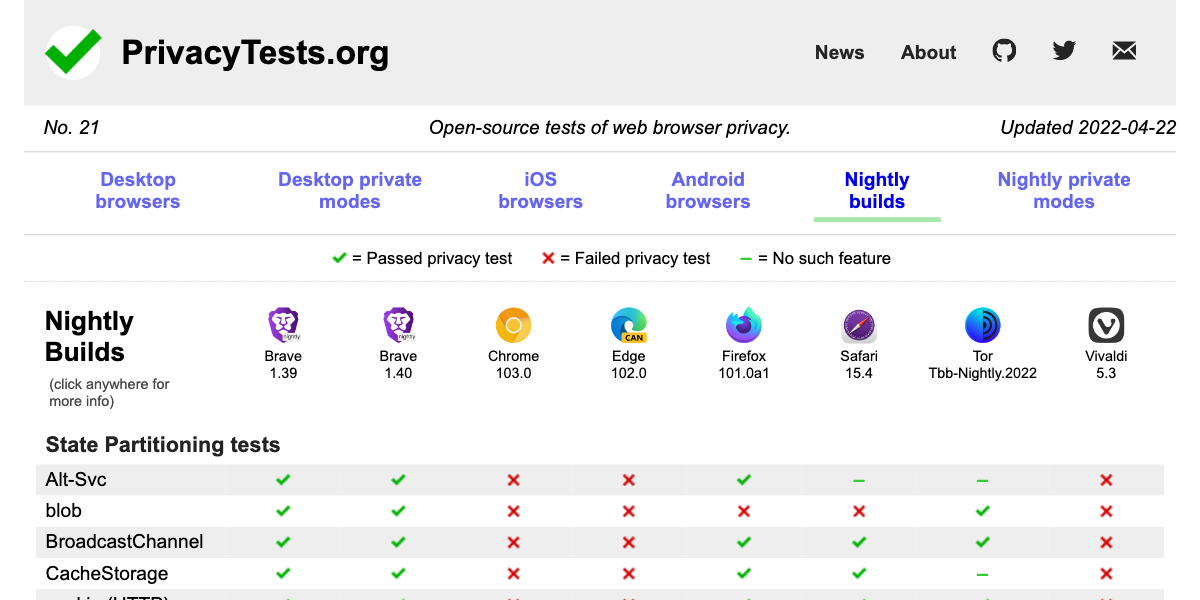 PrivacyTests.org
News About
No. 21 Open-source tests of web browser privacy. Updated 2022-04-22
Desktop browsers Desktop private modes iOS browsers Android browsers Nightly builds Nightly private modes
= Passed privacy test = Failed privacy test = No such feature
Nightly
Builds
(click anywhere for
more info)
nightly
Brave
1.39
nightly
Brave
1.40
Chrome
103.0
CAN
Edge
102.0
Firefox
101.0a1
Safari
15.4
Tor
Tbb-Nightly.2022
Vivaldi
5.3
State Partitioning tests
Alt-Svc
blob
BroadcastChannel
CacheStorage